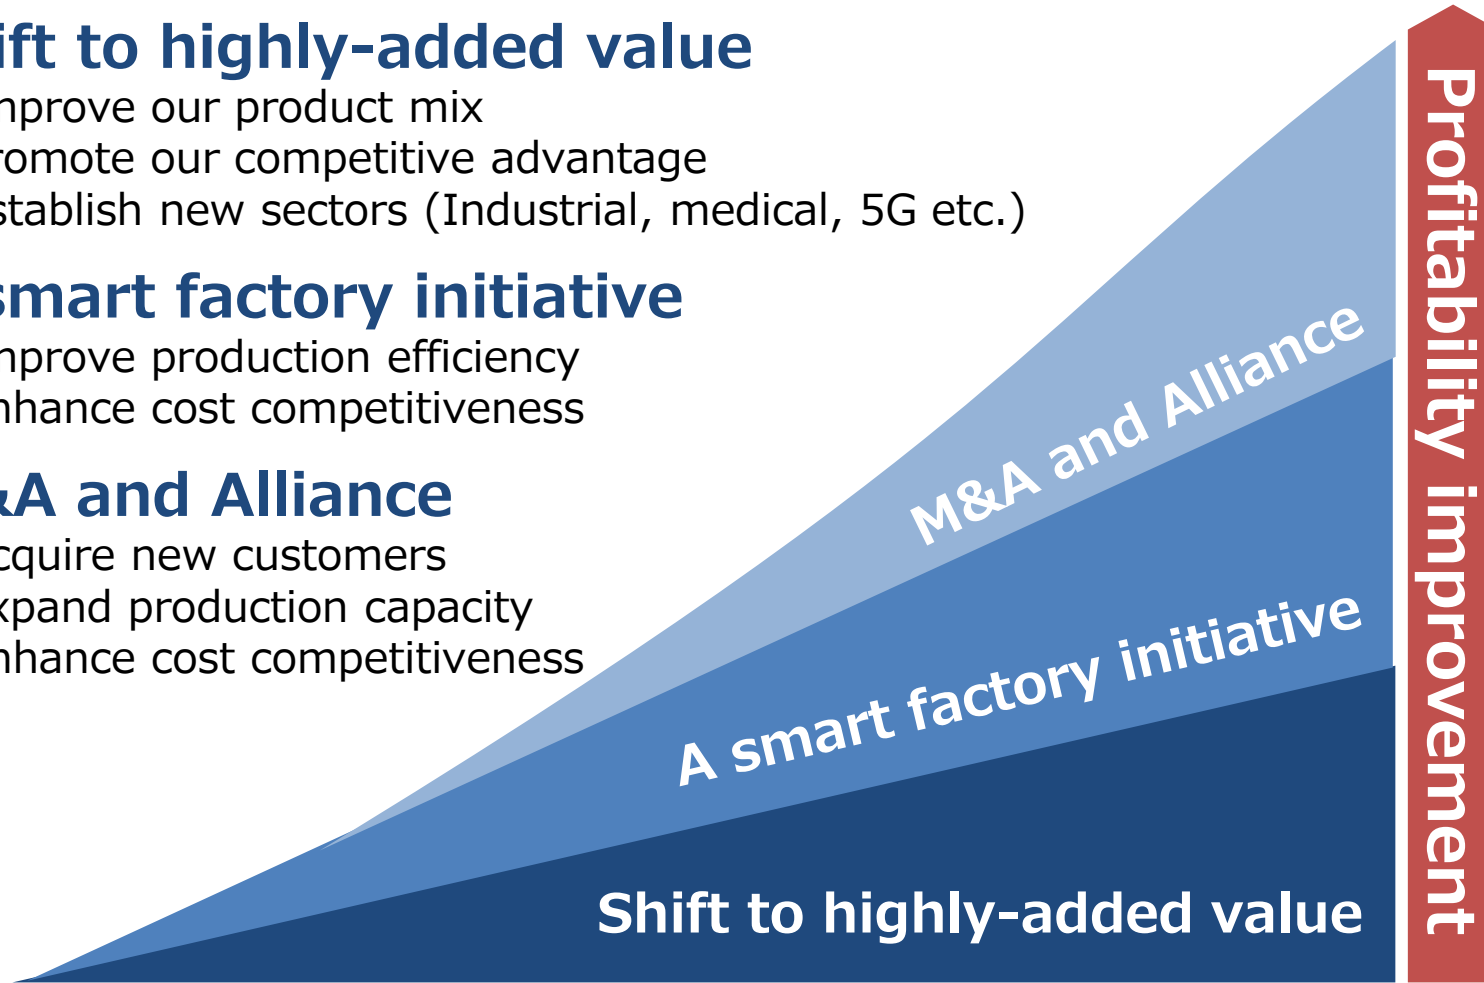 ift to highly-added value
nprove our product mix
romote our competitive advantage
stablish new sectors (Industrial, medical, 5G etc.)
smart factory initiative
nprove production efficiency
nhance cost competitiveness
&A and Alliance
cquire new customers
xpand production capacity
nhance cost competitiveness
M&A and Alliance
A smart factory initiative
Shift to highly-added value
Profitability improvement